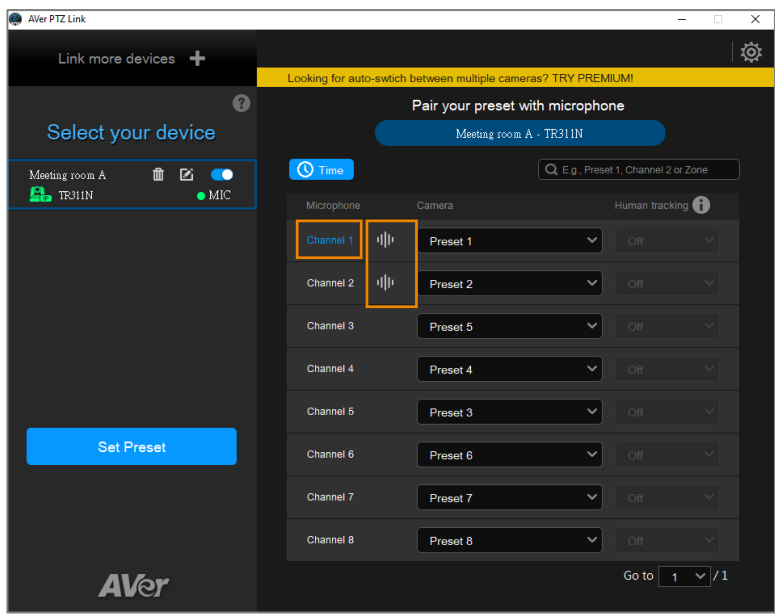 AVer PTZ Link
Link more devices
Looking for auto-swtich between multiple cameras? TRY PREMIUM!
Select your device
Pair your preset with microphone
Meeting room A - TR311N
Meeting room A
IP TR311N MIC
Time
E.g., Preset 1, Channel 2 or Zone
Microphone Camera Human tracking
Channel 1 Preset 1 Off
Channel 2 Preset 2 Off
Channel 3 Preset 5 Off
Channel 4 Preset 4 Off
Channel 5 Preset 3 Off
Channel 6 Preset 6 Off
Channel 7 Preset 7 Off
Channel 8 Preset 8 Off
Set Preset
Go to 1 / 1
AVer